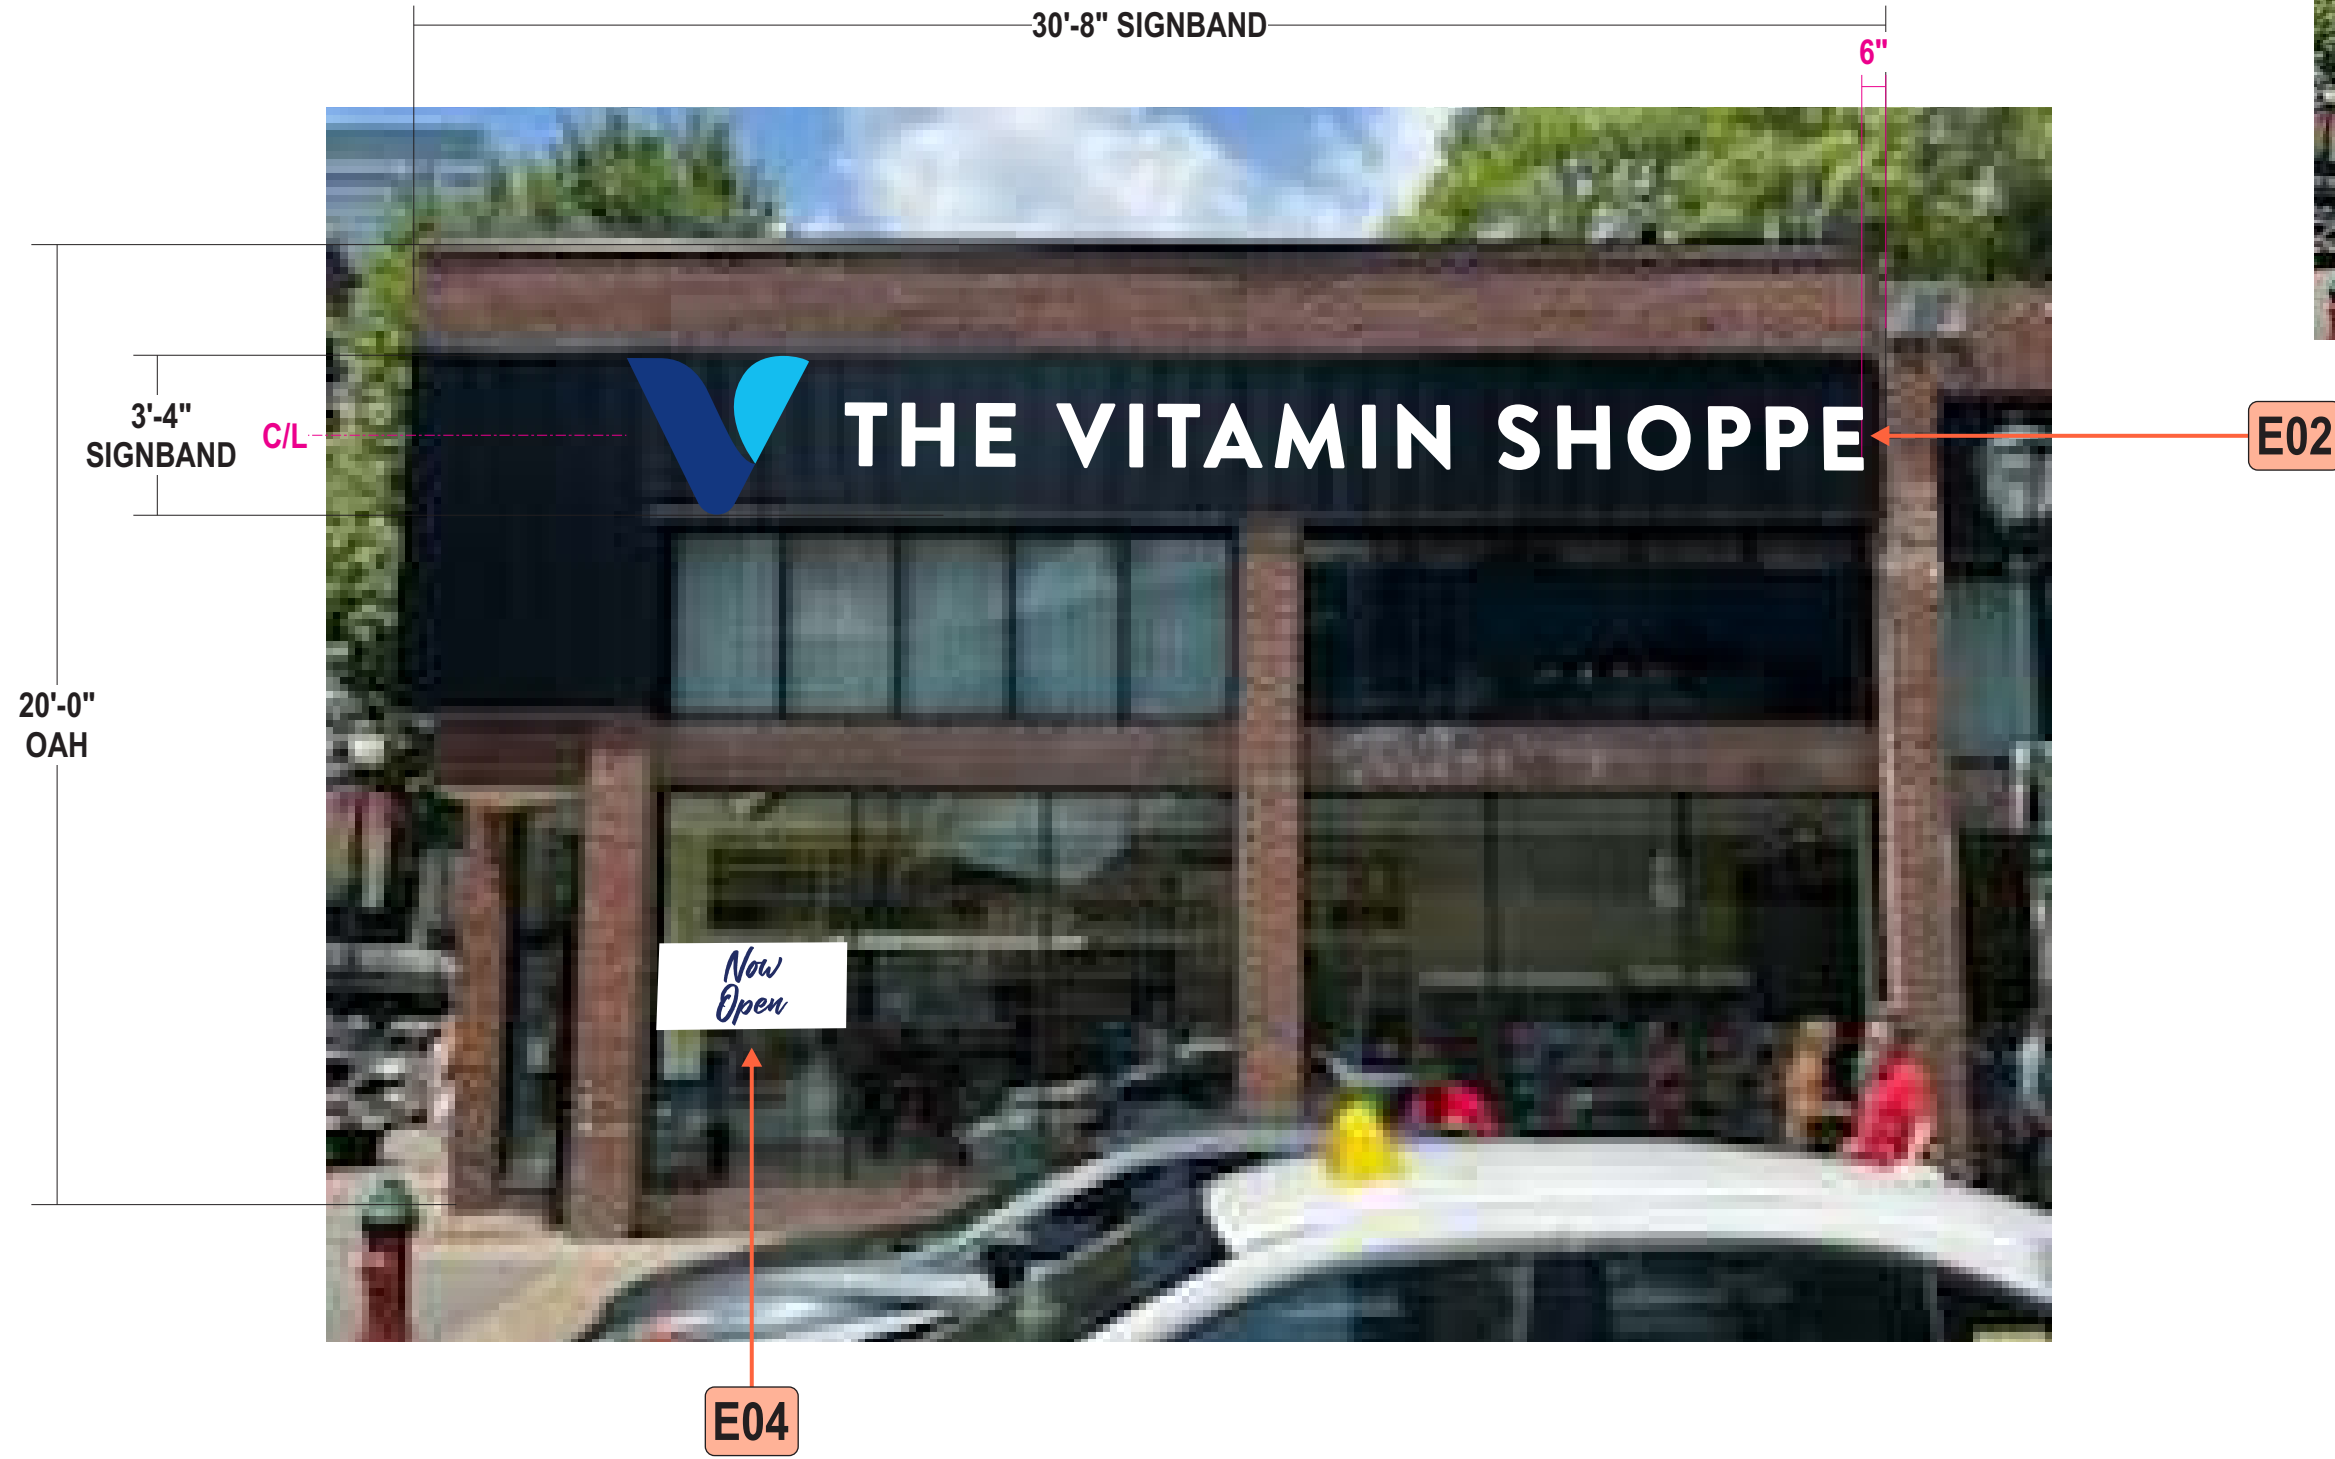 30'-8" SIGNBAND
6"
3'-4"
SIGNBAND
C/L
THE VITAMIN SHOPPE
E02
20'-0"
OAH
Now
Open
E04